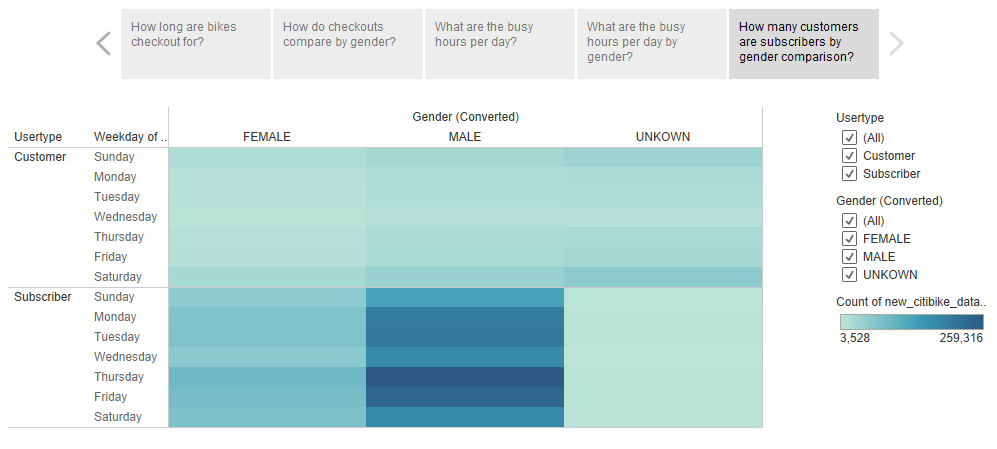 How long are bikes
checkout for?
How do checkouts
compare by gender?
What are the busy
hours per day?
What are the busy
hours per day by
gender?
How many customers
are subscribers by
gender comparison?
Gender (Converted)
Usertype Weekday of .. FEMALE MALE UNKOWN
Customer Sunday
Monday
Tuesday
Wednesday
Thursday
Friday
Saturday
Subscriber Sunday
Monday
Tuesday
Wednesday
Thursday
Friday
Saturday
Usertype
(All)
Customer
Subscriber
Gender (Converted)
(All)
FEMALE
MALE
UNKOWN
Count of new_citibike_data..
3,528 259,316